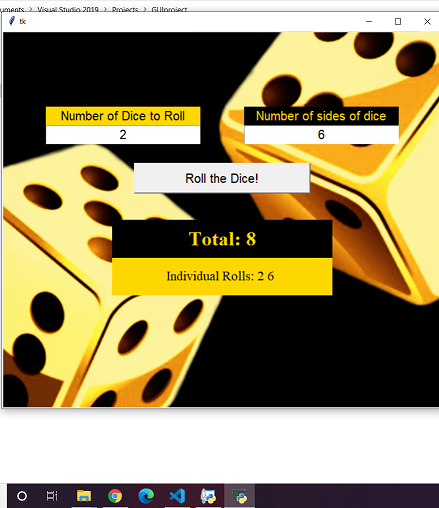 uments > Visual Studio 2019 > Projects > GUIproject
tk
Number of Dice to Roll
Number of sides of dice
2
6
Roll the Dice!
Total: 8
Individual Rolls: 2 6